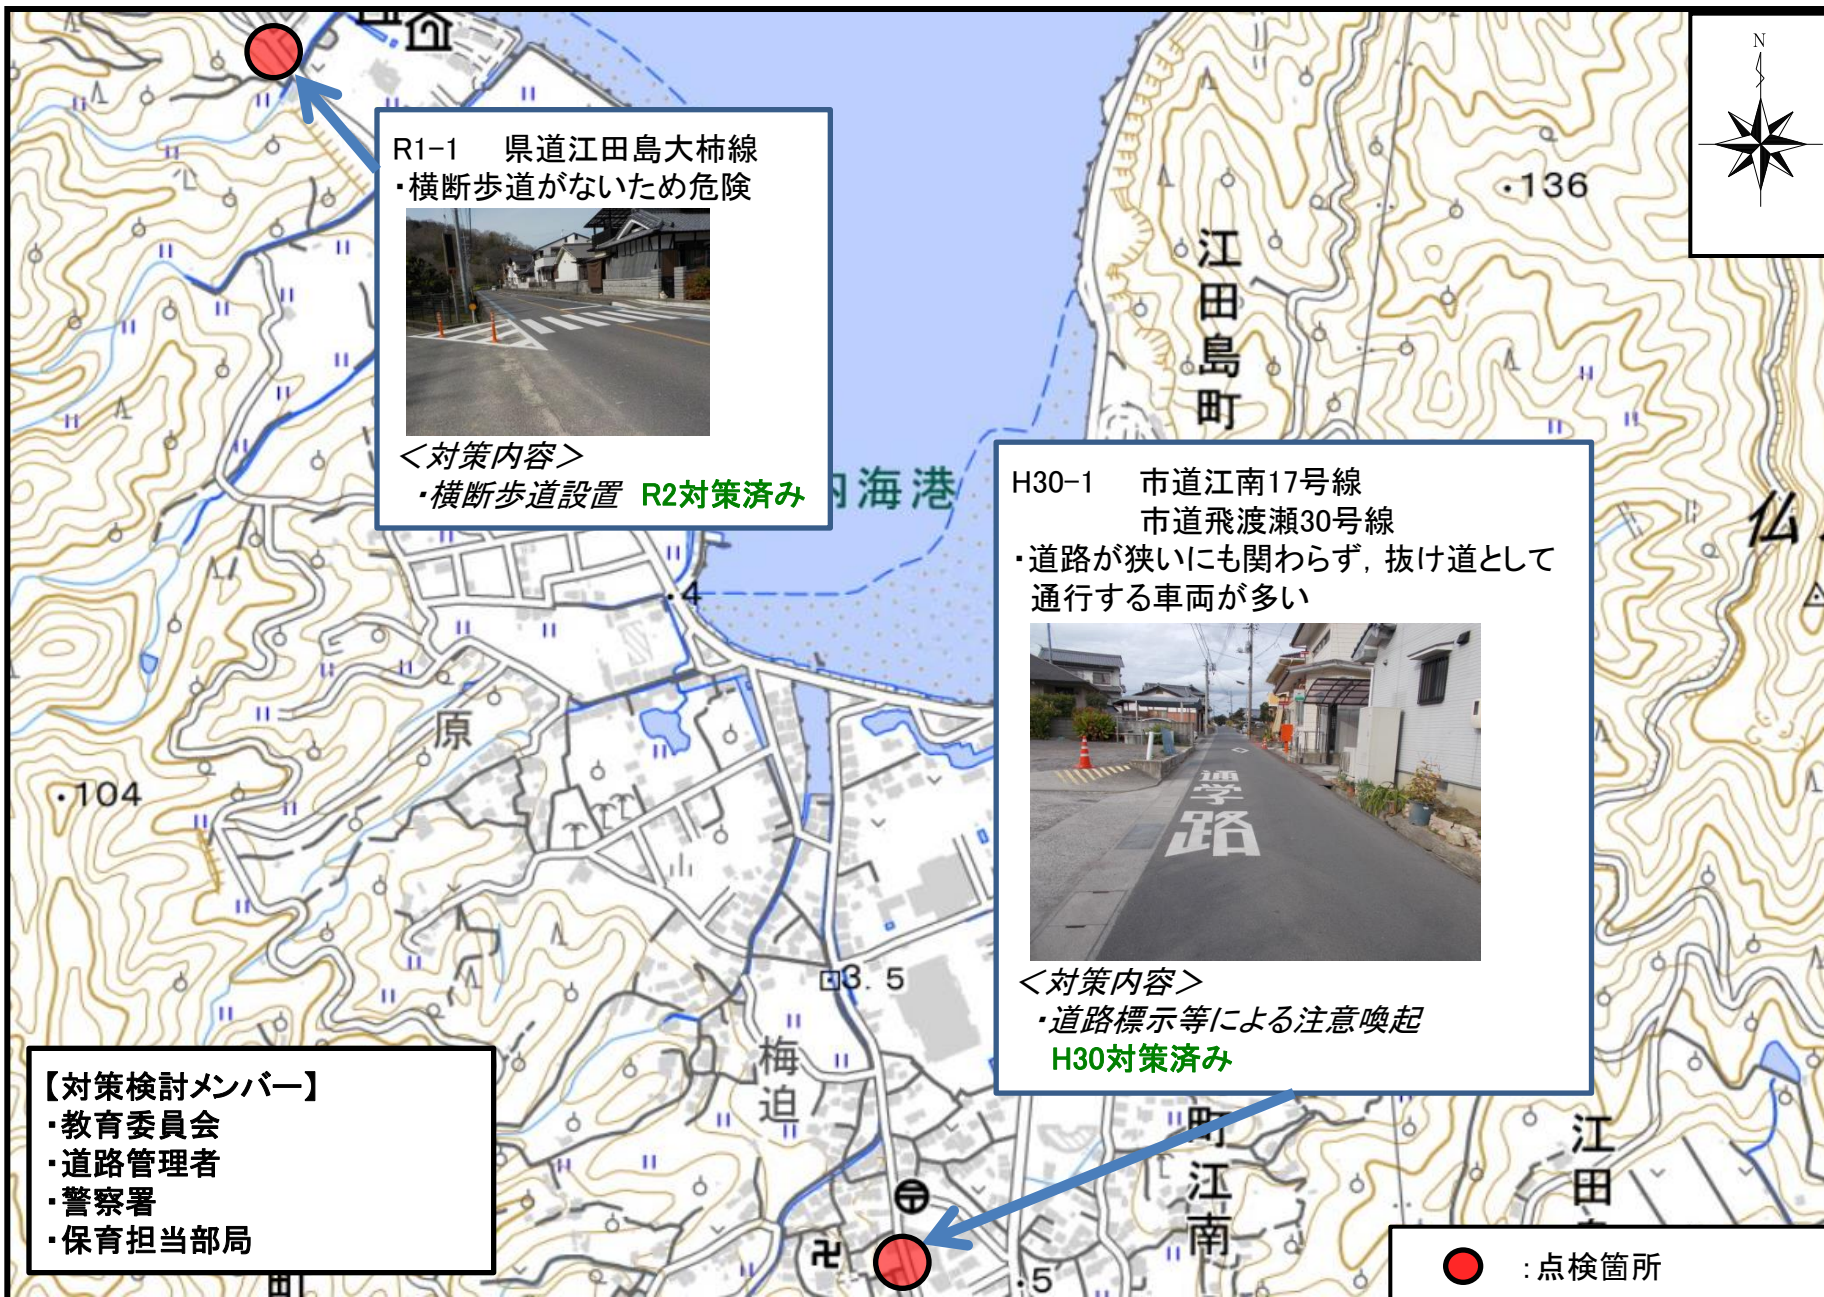 N
R1-1 県道江田島大柿線
・横断歩道がないため危険
＜対策内容＞
・横断歩道設置 R2対策済み
・136
江田島町
内海港
H30-1 市道江南17号線
市道飛渡瀬30号線
・道路が狭いにも関わらず，抜け道として
通行する車両が多い
通学路
＜対策内容＞
・道路標示等による注意喚起
H30対策済み
仏
・4
原
・104
3.5
梅迫
町江南
江田
・5
町
【対策検討メンバー】
・教育委員会
・道路管理者
・警察署
・保育担当部局
：点検箇所